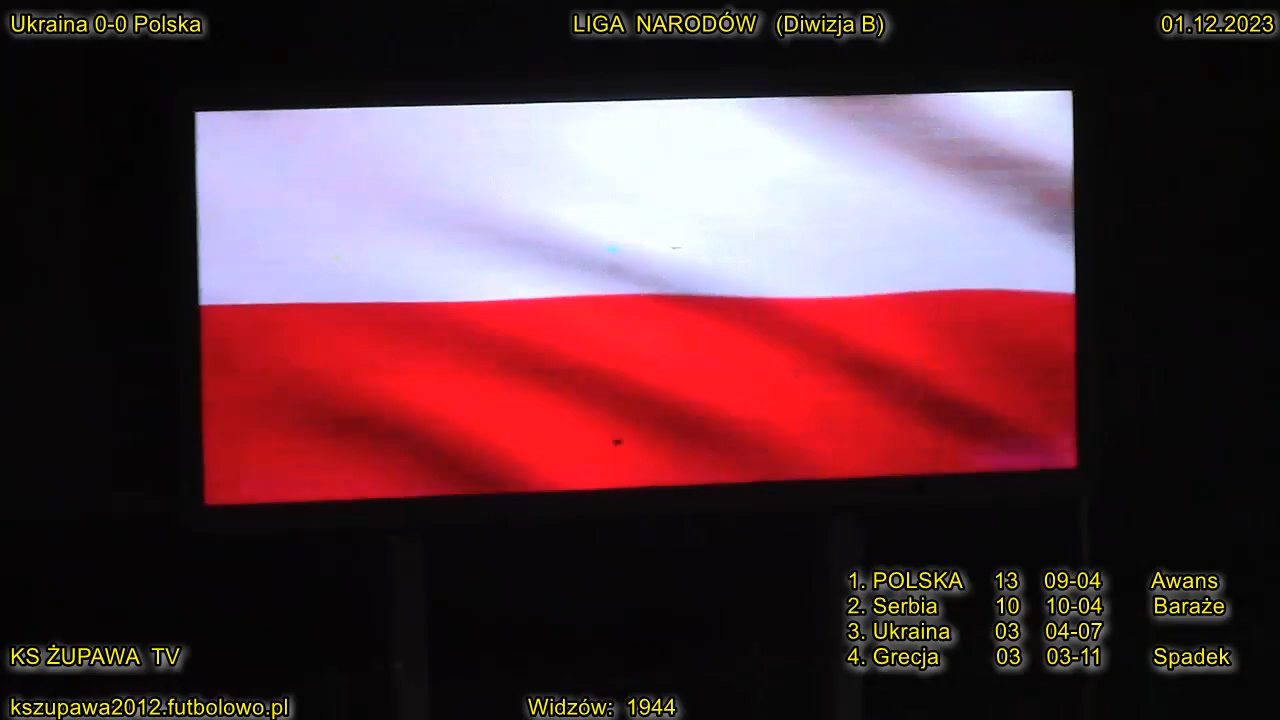 Ukraina 0-0 Polska LIGA NARODÓW (Diwizja B) 01.12.2023
1. POLSKA 13 09-04 Awans
2. Serbia 10 10-04 Baraże
3. Ukraina 03 04-07
4. Grecja 03 03-11 Spadek
KS ŻUPAWA TV
kszupawa2012.futbolowo.pl Widzów: 1944